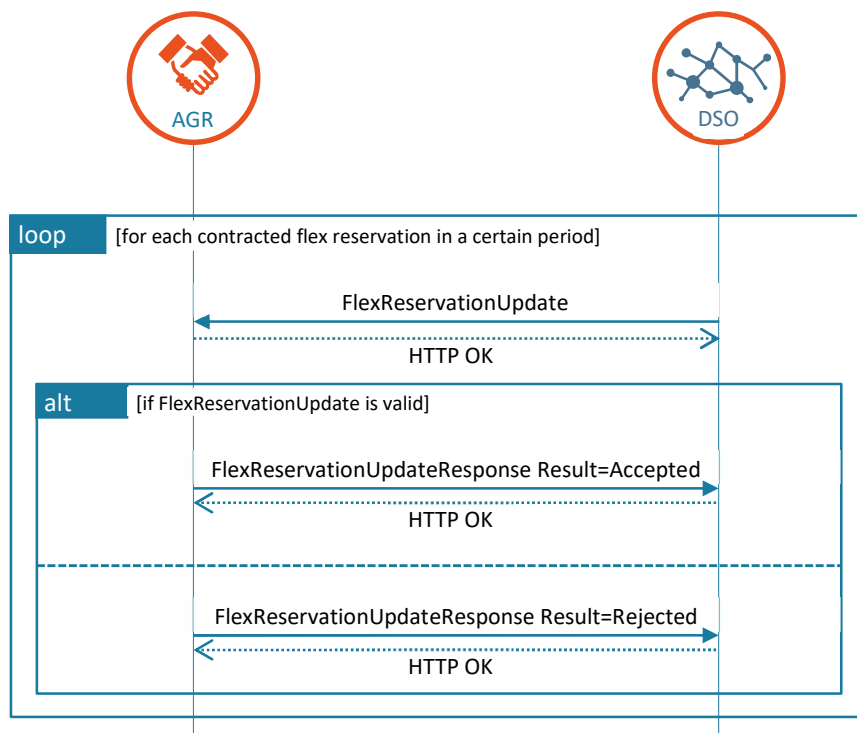 AGR
DSO
loop
[for each contracted flex reservation in a certain period]
FlexReservationUpdate
HTTP OK
alt
[if FlexReservationUpdate is valid]
FlexReservationUpdateResponse Result=Accepted
HTTP OK
FlexReservationUpdateResponse Result=Rejected
HTTP OK